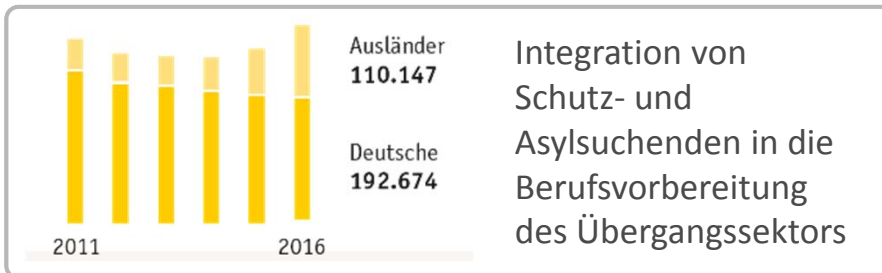 Ausländer
110.147
Deutsche
192.674
2011
2016
Integration von
Schutz- und
Asylsuchenden in die
Berufsvorbereitung
des Übergangssektors